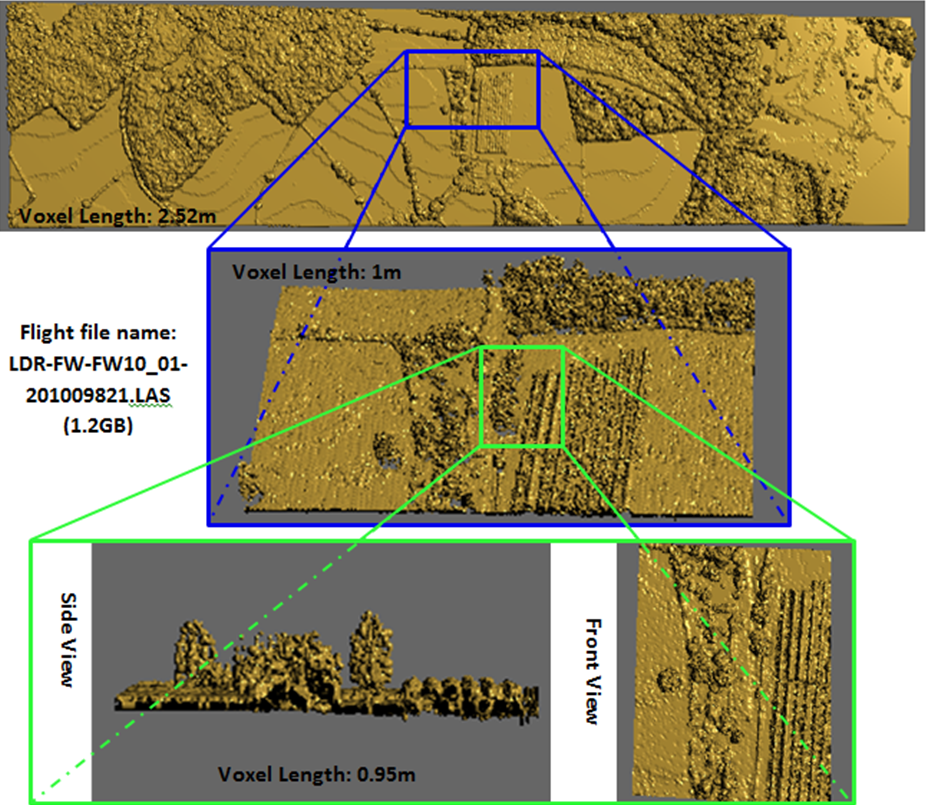 Voxel Length: 2.52m
Voxel Length: 1m
Flight file name:
LDR-FW-FW10_01-
201009821.LAS
(1.2GB)
Side View
Front View
Voxel Length: 0.95m